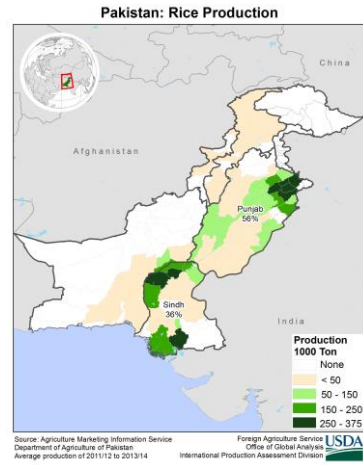 Pakistan: Rice Production
China
Afghanistan
Punjab
56%
Sindh
36%
India
Production
1000 Ton
None
< 50
50 - 150
150 - 250
250 - 375
Source: Agriculture Marketing Information Service
Department of Agriculture of Pakistan
Average production of 2011/12 to 2013/14
Foreign Agriculture Service
Office of Global Analysis
International Production Assessment Division
USDA